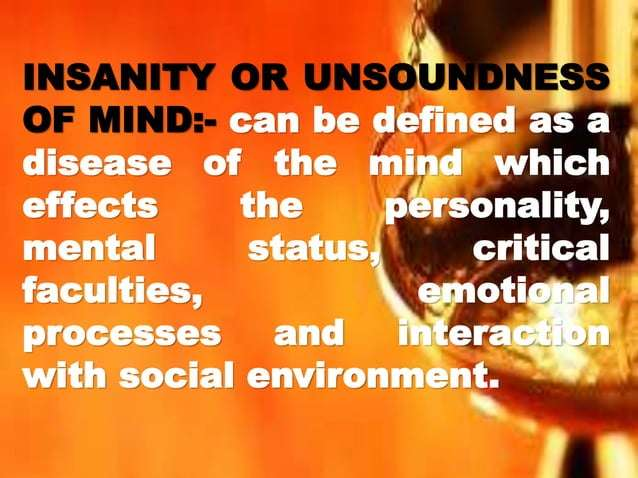 INSANITY OR UNSOUNDNESS
OF MIND:- can be defined as a
disease of the mind which
effects the personality,
mental status, critical
faculties, emotional
processes and interaction
with social environment.